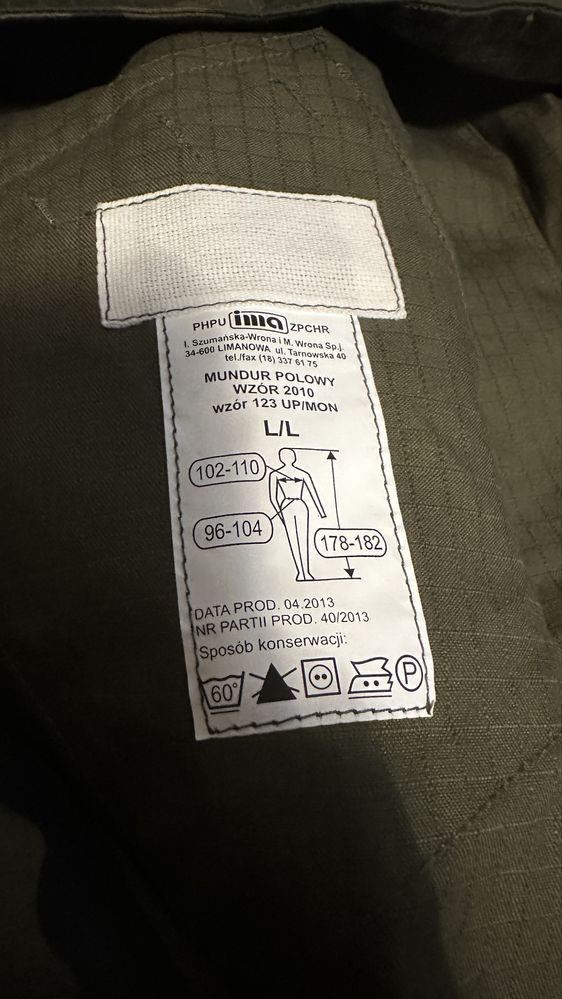 PHPU ima ZPCHR
I. Szumańska-Wrona i M. Wrona Sp.j.
34-600 LIMANOWA ul. Tarnowska 40
tel./fax (18) 337 61 75
MUNDUR POLOWY
WZÓR 2010
wzór 123 UP/MON
L/L
102-110
96-104
178-182
DATA PROD. 04.2013
NR PARTII PROD. 40/2013
Sposób konserwacji:
60° P